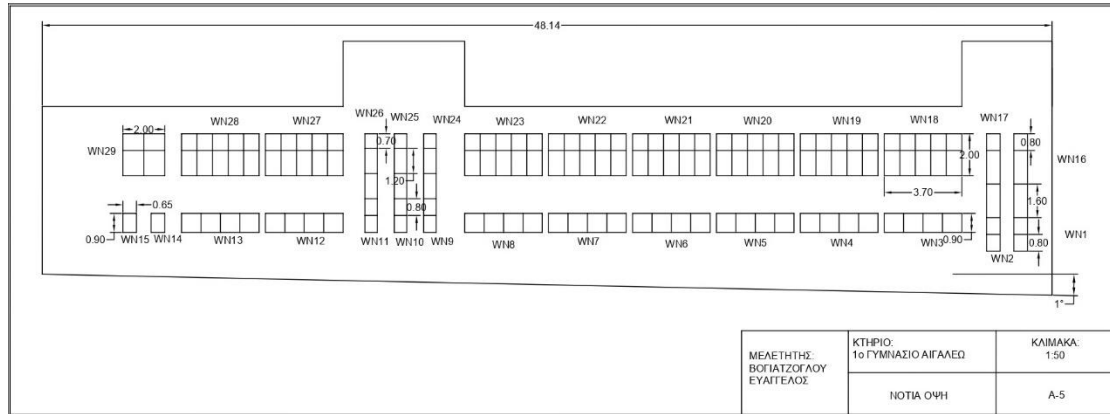 48.14
WN26
WN25
WN24
WN17
WN28
WN27
WN23
WN22
WN21
WN20
WN19
WN18
2.00
0.70
0.80
WN29
2.00
WN16
1.20
3.70
1.60
0.65
0.80
0.90
0.90
WN15
WN14
WN13
WN12
WN11
WN10
WN9
WN8
WN7
WN6
WN5
WN4
WN3
WN1
0.80
WN2
1°
ΜΕΛΕΤΗΤΗΣ:
ΒΟΓΙΑΤΖΟΓΛΟΥ
ΕΥΑΓΓΕΛΟΣ
ΚΤΗΡΙΟ:
1ο ΓΥΜΝΑΣΙΟ ΑΙΓΑΛΕΩ
ΚΛΙΜΑΚΑ:
1:50
ΝΟΤΙΑ ΟΨΗ
Α-5